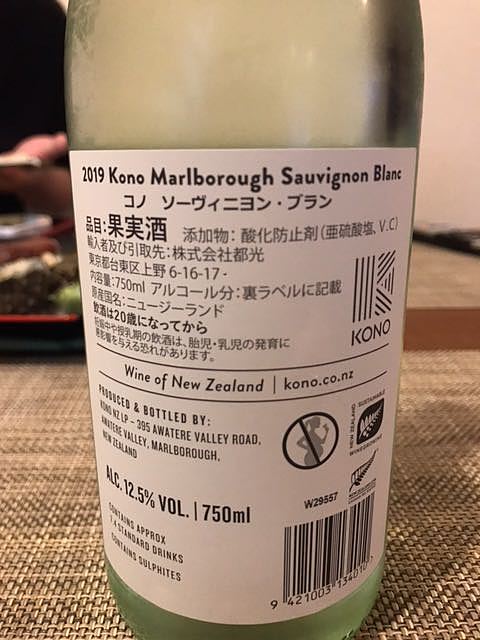 2019 Kono Marlborough Sauvignon Blanc
コノ ソーヴィニヨン・ブラン
品目:果実酒 添加物: 酸化防止剤(亜硫酸塩, V.C)
輸入者及び引取先:株式会社都光
東京都台東区上野6-16-17-
内容量:750ml アルコール分:裏ラベルに記載
原産国名:ニュージーランド
飲酒は20歳になってから
妊娠中や授乳期の飲酒は、胎児・乳児の発育に
悪影響を与える恐れがあります。
KONO
Wine of New Zealand | kono.co.nz
PRODUCED & BOTTLED BY:
KONO NZ LP - 395 AWATERE VALLEY ROAD,
AWATERE VALLEY, MARLBOROUGH,
NEW ZEALAND
SUSTAINABLE
WINEGROWING
NEW ZEALAND
ALC. 12.5% VOL. | 750ml
W29557
CONTAINS APPROX
7.4 STANDARD DRINKS
CONTAINS SULPHITES
9 421003 134010